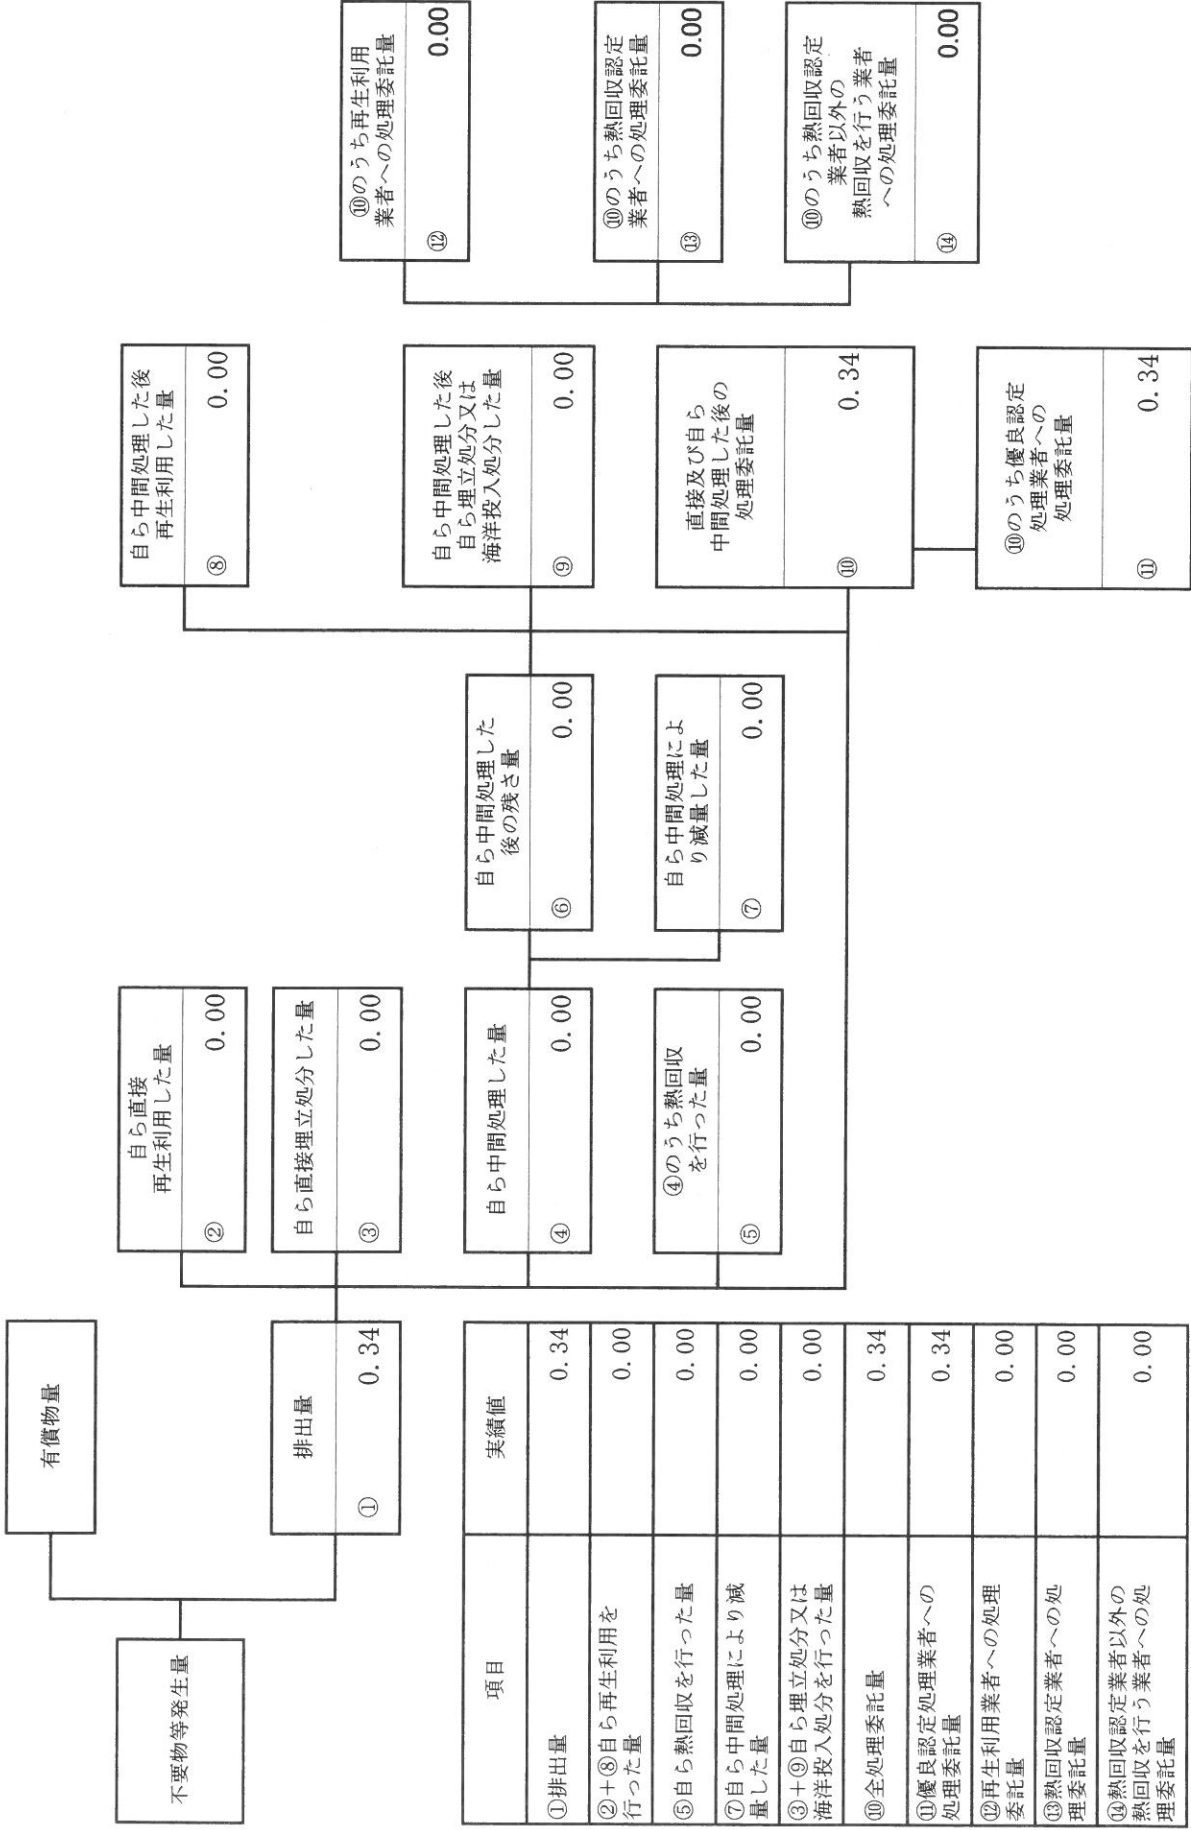 不要物等発生量
有償物量
排出量
① 0.34
自ら直接
再生利用した量
② 0.00
自ら直接埋立処分した量
③ 0.00
自ら中間処理した量
④ 0.00
④のうち熱回収
を行った量
⑤ 0.00
自ら中間処理した
後の残さ量
⑥ 0.00
自ら中間処理によ
り減量した量
⑦ 0.00
自ら中間処理した後
再生利用した量
⑧ 0.00
自ら中間処理した後
自ら埋立処分又は
海洋投入処分した量
⑨ 0.00
直接及び自ら
中間処理した後の
処理委託量
⑩ 0.34
⑩のうち優良認定
処理業者への
処理委託量
⑪ 0.34
⑩のうち再生利用
業者への処理委託量
⑫ 0.00
⑩のうち熱回収認定
業者への処理委託量
⑬ 0.00
⑩のうち熱回収認定
業者以外の
熱回収を行う業者
への処理委託量
⑭ 0.00
項目 実績値
①排出量 0.34
②+⑧自ら再生利用を
行った量 0.00
⑤自ら熱回収を行った量 0.00
⑦自ら中間処理により減
量した量 0.00
③+⑨自ら埋立処分又は
海洋投入処分を行った量 0.00
⑩全処理委託量 0.34
⑪優良認定処理業者への
処理委託量 0.34
⑫再生利用業者への処理
委託量 0.00
⑬熱回収認定業者への処
理委託量 0.00
⑭熱回収認定業者以外の
熱回収を行う業者への処
理委託量 0.00